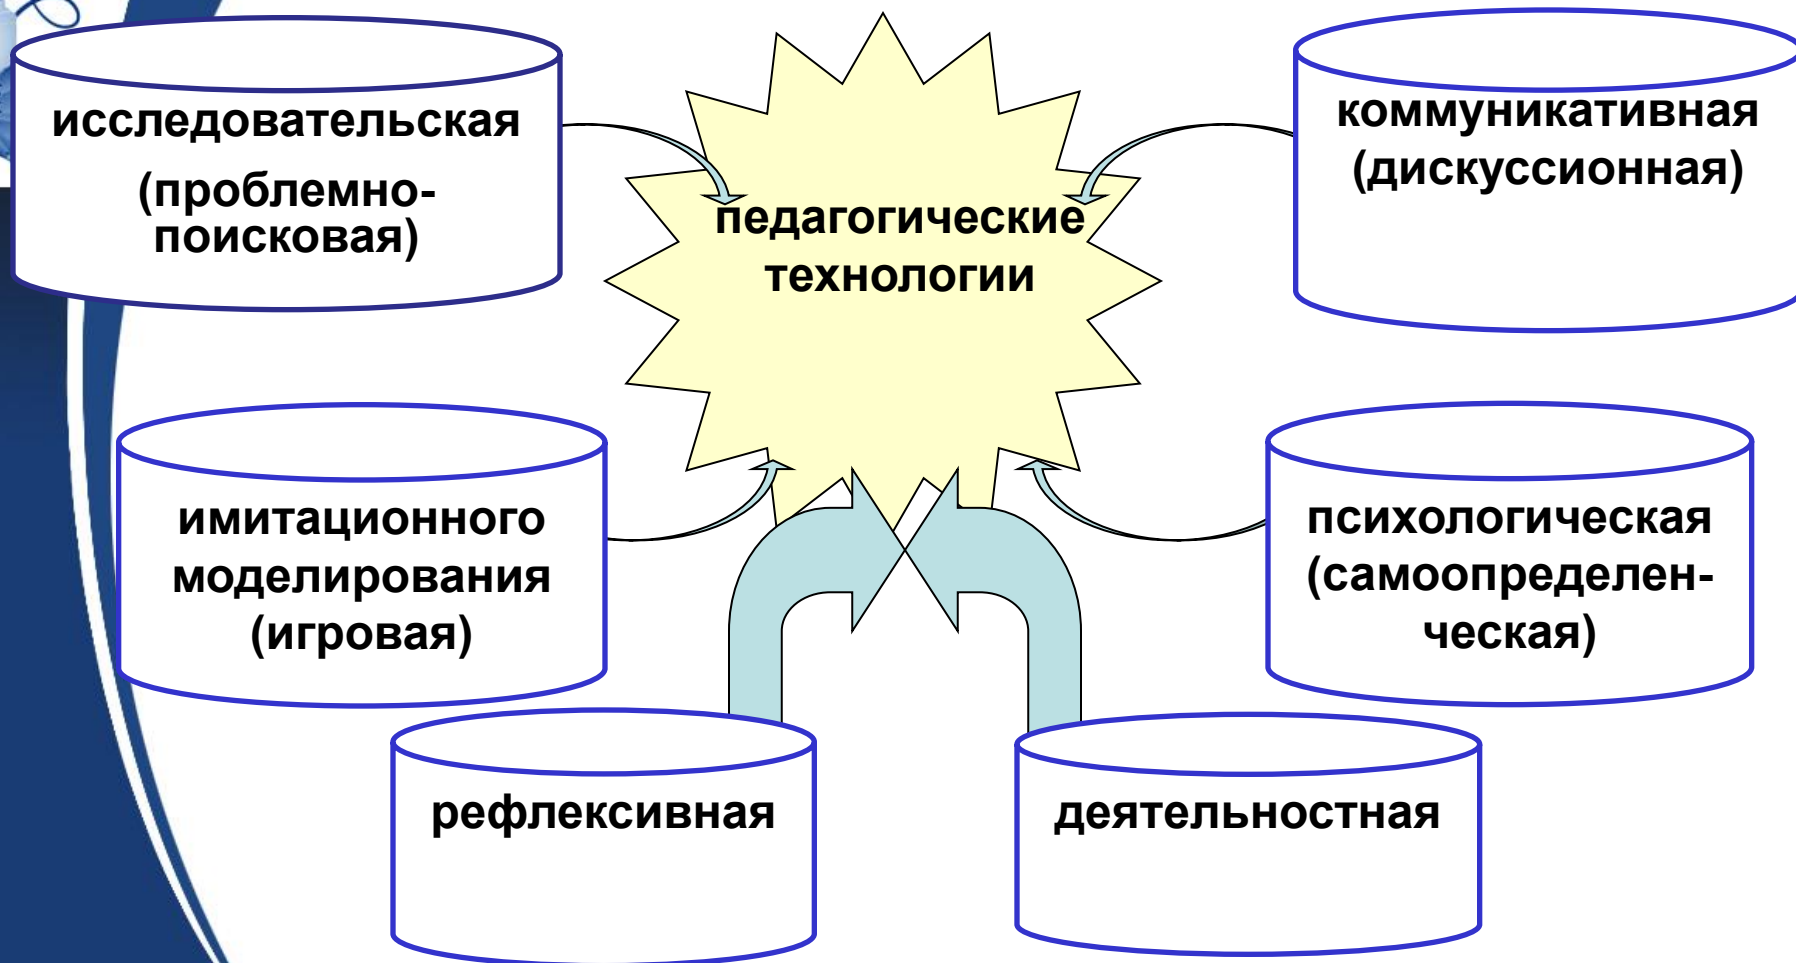 исследовательская
(проблемно-
поисковая)
коммуникативная
(дискуссионная)
педагогические
технологии
имитационного
моделирования
(игровая)
психологическая
(самоопределен-
ческая)
рефлексивная
деятельностная